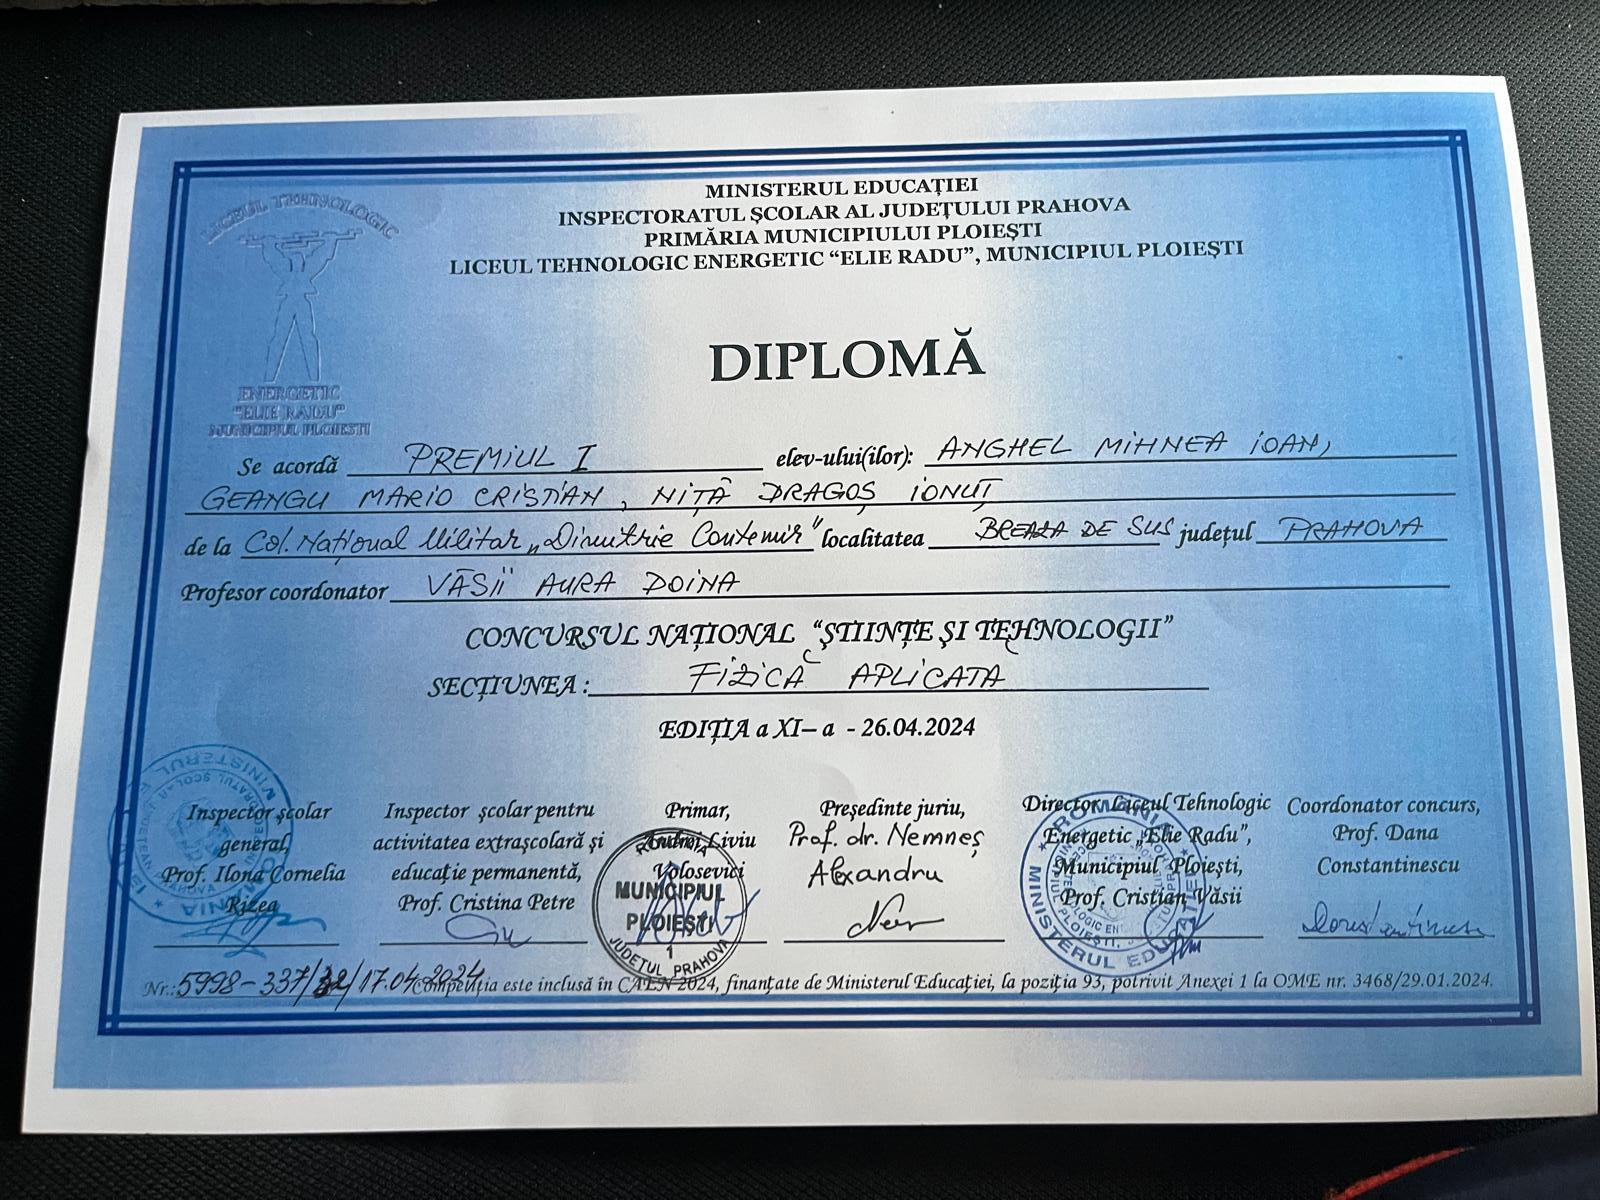 LICEUL TEHNOLOGIC
ENERGETIC
"ELIE RADU"
MUNICIPIUL PLOIESTI
MINISTERUL EDUCAȚIEI
INSPECTORATUL ȘCOLAR AL JUDEȚULUI PRAHOVA
PRIMĂRIA MUNICIPIULUI PLOIEȘTI
LICEUL TEHNOLOGIC ENERGETIC "ELIE RADU", MUNICIPIUL PLOIEȘTI
DIPLOMĂ
Se acordă PREMIUL I elev-ului(ilor): ANGHEL MIHNEA IOAN,
GEANGU MARIO CRISTIAN, NIȚĂ DRAGOȘ IONUȚ
de la Col. Național Militar „Dimitrie Cantemir" localitatea BREAZA DE SUS județul PRAHOVA
Profesor coordonator VĂSII AURA DOINA
CONCURSUL NAȚIONAL "ȘTIINȚE ȘI TEHNOLOGII"
SECȚIUNEA: FIZICĂ APLICATA
EDIȚIA a XI-a - 26.04.2024
Inspector școlar
general,
Prof. Ilona Cornelia
Rizea
Inspector școlar pentru
activitatea extrașcolară și
educație permanentă,
Prof. Cristina Petre
Primar,
Andrei Liviu
Volosevici
ROMÂNIA
MUNICIPIUL
PLOIEȘTI
1
JUDEȚUL PRAHOVA
Președinte juriu,
Prof. dr. Nemneș
Alexandru
Director Liceul Tehnologic
Energetic „Elie Radu",
Municipiul Ploiești,
Prof. Cristian Văsii
ROMANIA
MINISTERUL EDUCAȚIEI
Coordonator concurs,
Prof. Dana
Constantinescu
Nr.: 5998-337/32/17.04.2024 Competiția este inclusă în CAEN 2024, finanțate de Ministerul Educației, la poziția 93, potrivit Anexei 1 la OME nr. 3468/29.01.2024.